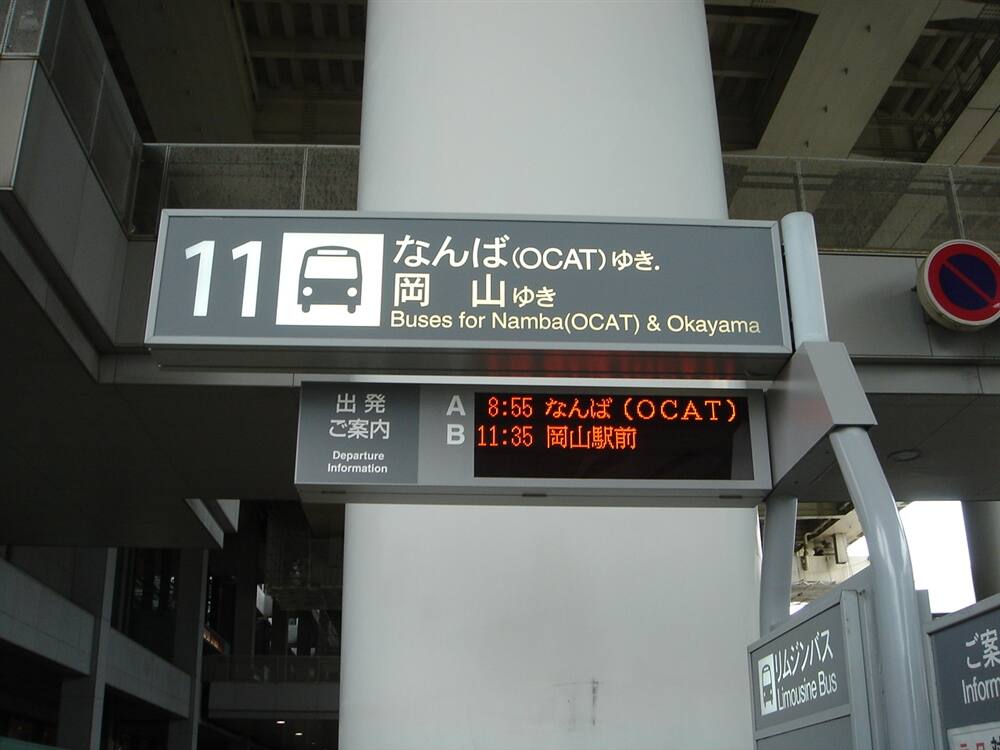 11
なんば(OCAT)ゆき.
岡 山ゆき
Buses for Namba(OCAT) & Okayama
出 発
ご案内
Departure
Information
A 8:55 なんば(OCAT)
B 11:35 岡山駅前
リムジンバス
Limousine Bus
ご案
Inform